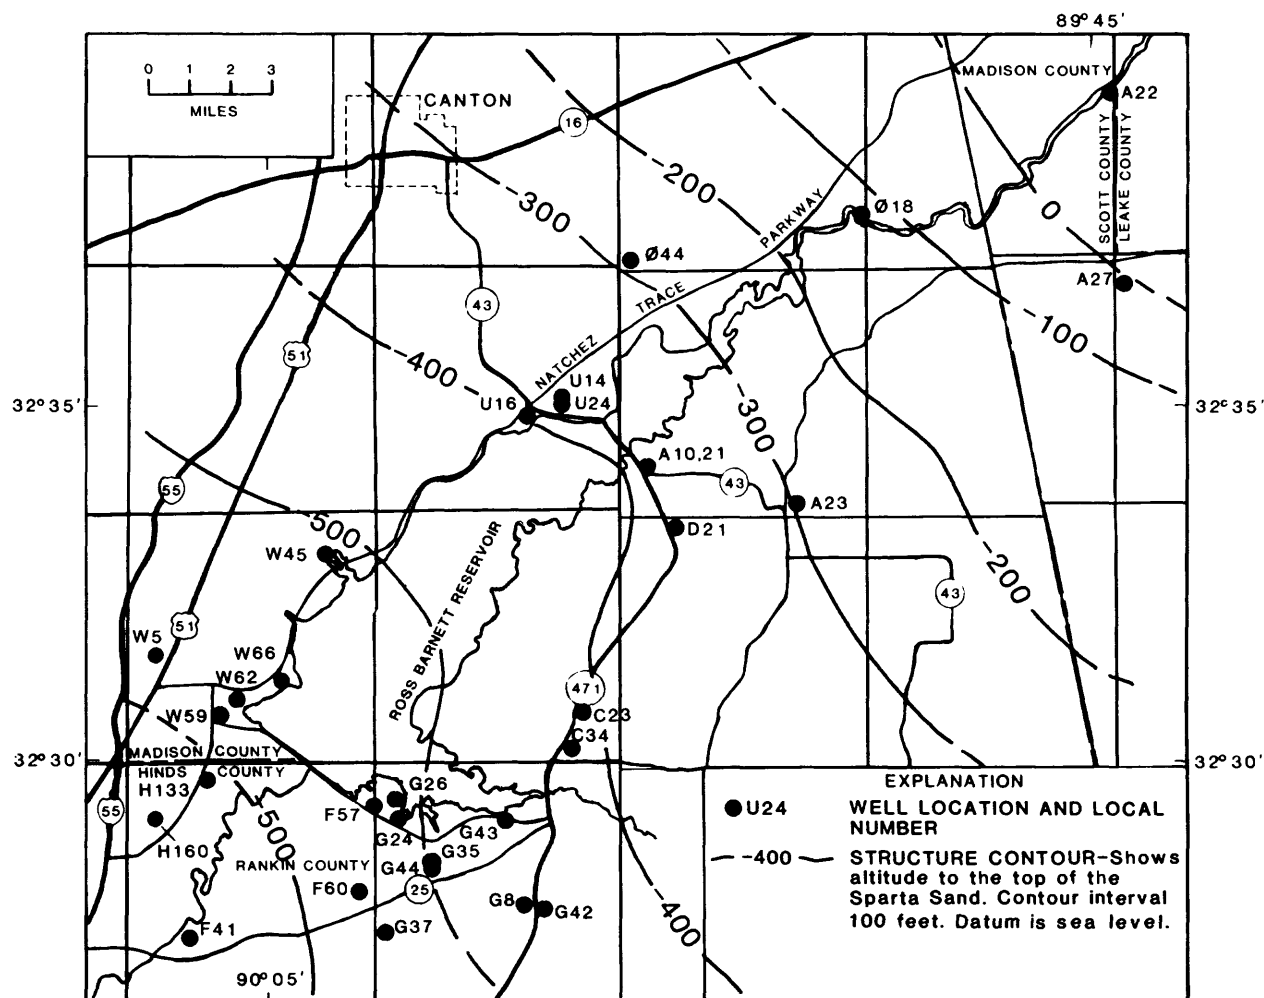 89° 45′
0 1 2 3
MILES
CANTON
16
MADISON COUNTY
A22
SCOTT COUNTY
LEAKE COUNTY
-200
-300
0
PARKWAY
Ø18
Ø44
A27
43
TRACE
-100
51
NATCHEZ
-400
U14
32° 35′
U16
U24
32° 35′
-300
A10,21
43
55
A23
-500
D21
W45
ROSS BARNETT RESERVOIR
-200
43
51
W5
W66
W62
471
W59
C23
C34
MADISON COUNTY
32° 30′
32° 30′
HINDS COUNTY
H133
G26
55
F57
G24
G43
-500
H160
G35
RANKIN COUNTY
G44
25
F60
G8
G42
-400
F41
G37
90° 05′
EXPLANATION
U24 WELL LOCATION AND LOCAL
NUMBER
-400 STRUCTURE CONTOUR-Shows
altitude to the top of the
Sparta Sand. Contour interval
100 feet. Datum is sea level.